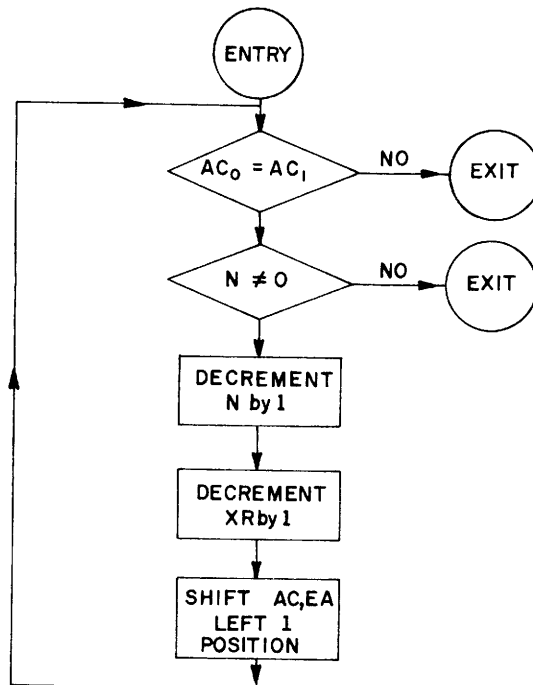 ENTRY
AC₀ = AC₁
NO
EXIT
N ≠ 0
NO
EXIT
DECREMENT
N by 1
DECREMENT
XR by 1
SHIFT AC,EA
LEFT 1
POSITION